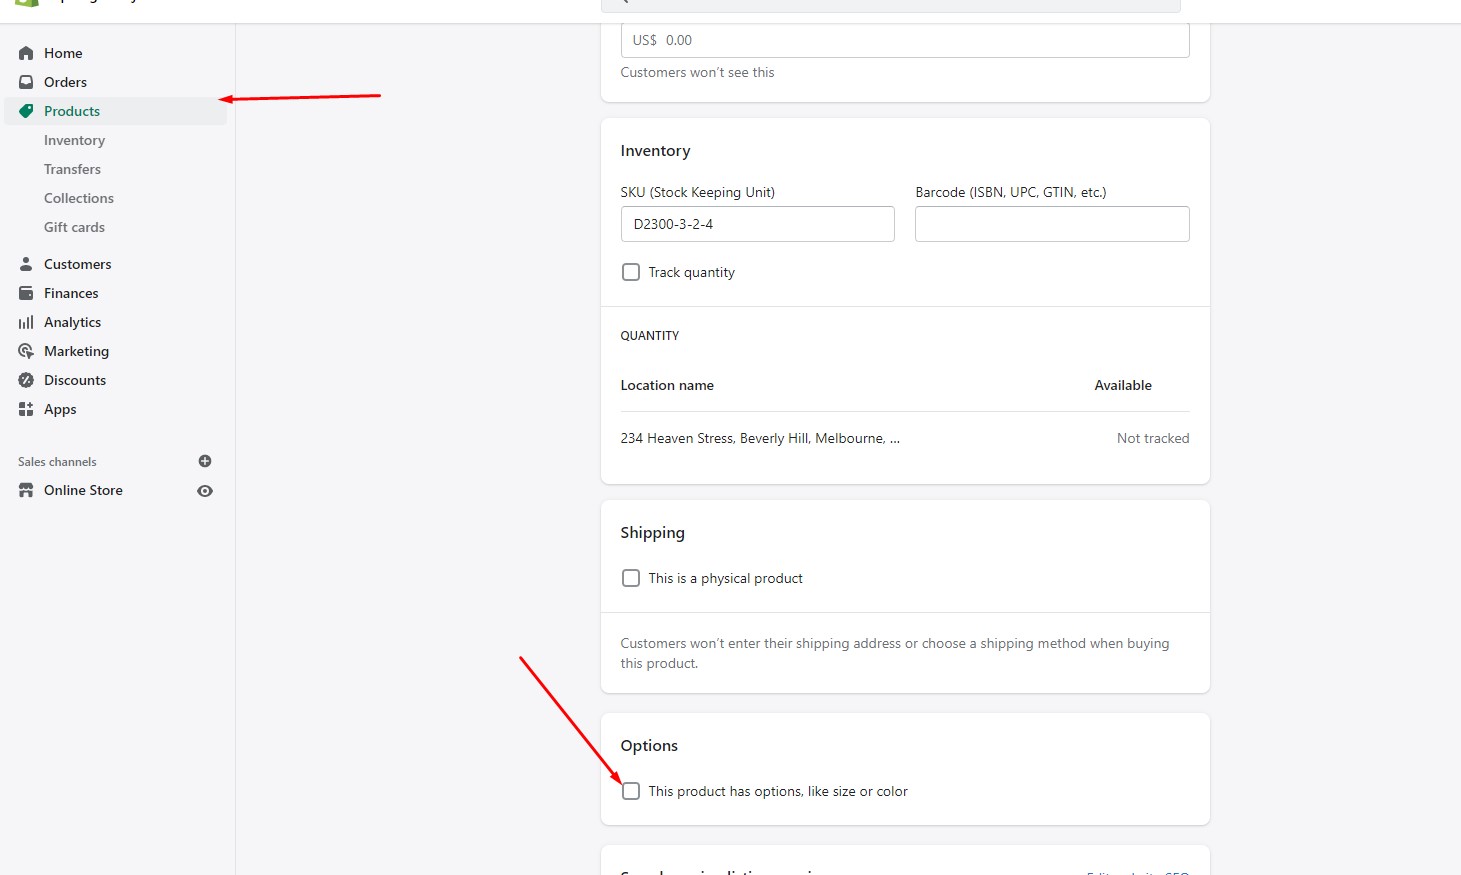 Home
Orders
Products
Inventory
Transfers
Collections
Gift cards
Customers
Finances
Analytics
Marketing
Discounts
Apps
Sales channels
Online Store
US$ 0.00
Customers won't see this
Inventory
SKU (Stock Keeping Unit)
Barcode (ISBN, UPC, GTIN, etc.)
D2300-3-2-4
Track quantity
QUANTITY
Location name
Available
234 Heaven Stress, Beverly Hill, Melbourne, ...
Not tracked
Shipping
This is a physical product
Customers won't enter their shipping address or choose a shipping method when buying
this product.
Options
This product has options, like size or color